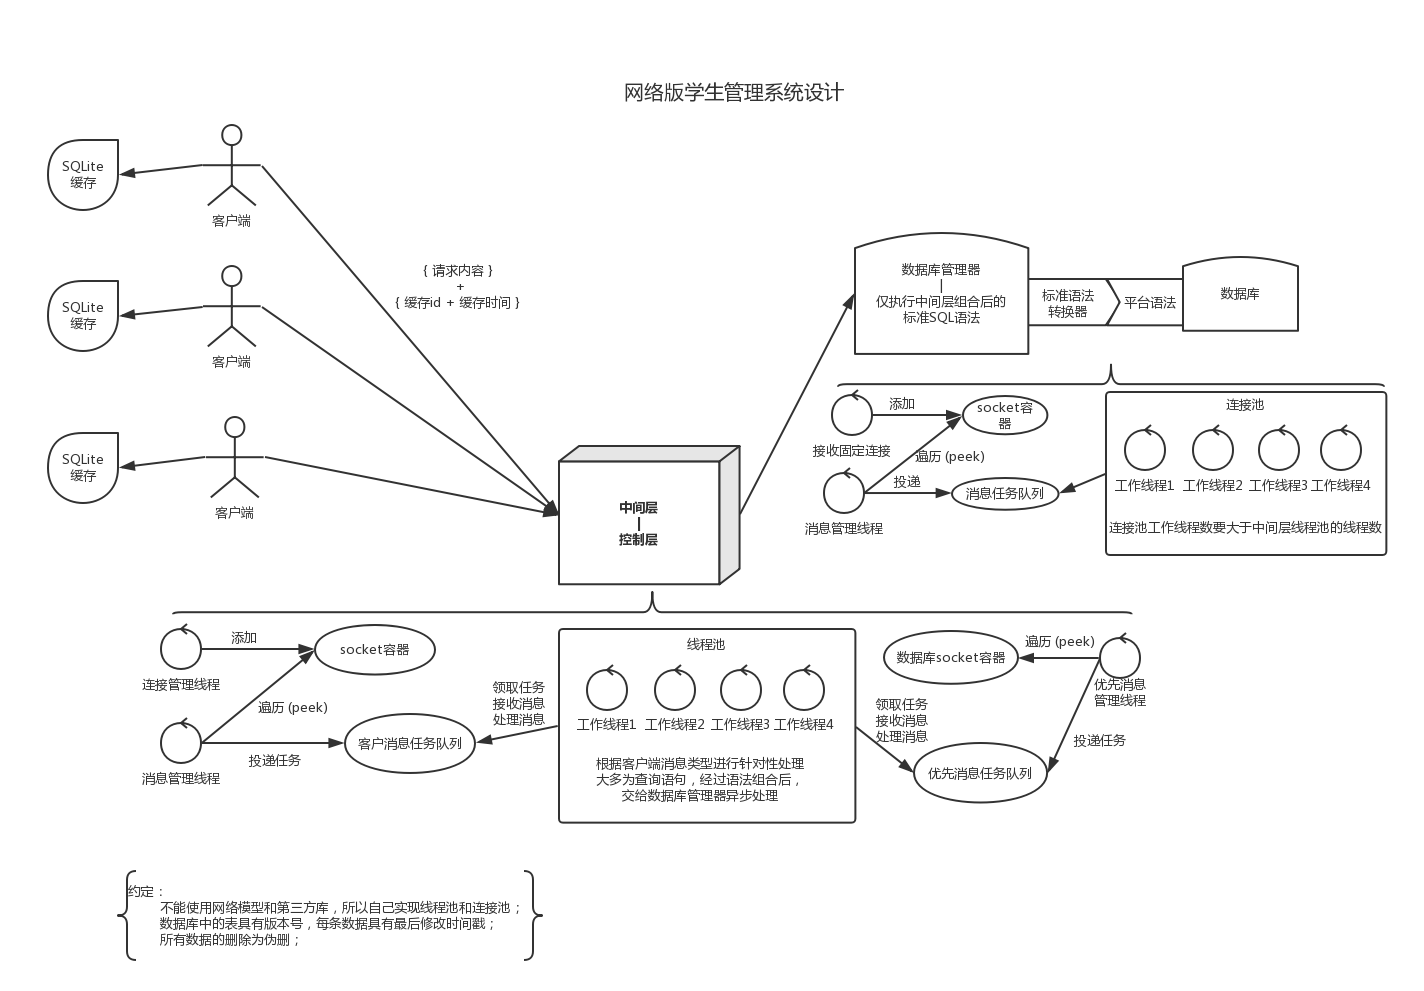 网络版学生管理系统设计
SQLite
缓存
客户端
SQLite
缓存
客户端
SQLite
缓存
客户端
{ 请求内容 }
+
{ 缓存id + 缓存时间 }
中间层
|
控制层
数据库管理器
|
仅执行中间层组合后的
标准SQL语法
标准语法
转换器
平台语法
数据库
添加
socket容
器
接收固定连接
遍历 (peek)
投递
消息任务队列
消息管理线程
连接池
工作线程1
工作线程2
工作线程3
工作线程4
连接池工作线程数要大于中间层线程池的线程数
添加
socket容器
连接管理线程
遍历 (peek)
客户消息任务队列
投递任务
消息管理线程
领取任务
接收消息
处理消息
线程池
工作线程1
工作线程2
工作线程3
工作线程4
根据客户端消息类型进行针对性处理
大多为查询语句，经过语法组合后，
交给数据库管理器异步处理
数据库socket容器
遍历 (peek)
优先消息
管理线程
领取任务
接收消息
处理消息
投递任务
优先消息任务队列
约定：
不能使用网络模型和第三方库，所以自己实现线程池和连接池；
数据库中的表具有版本号，每条数据具有最后修改时间戳；
所有数据的删除为伪删；